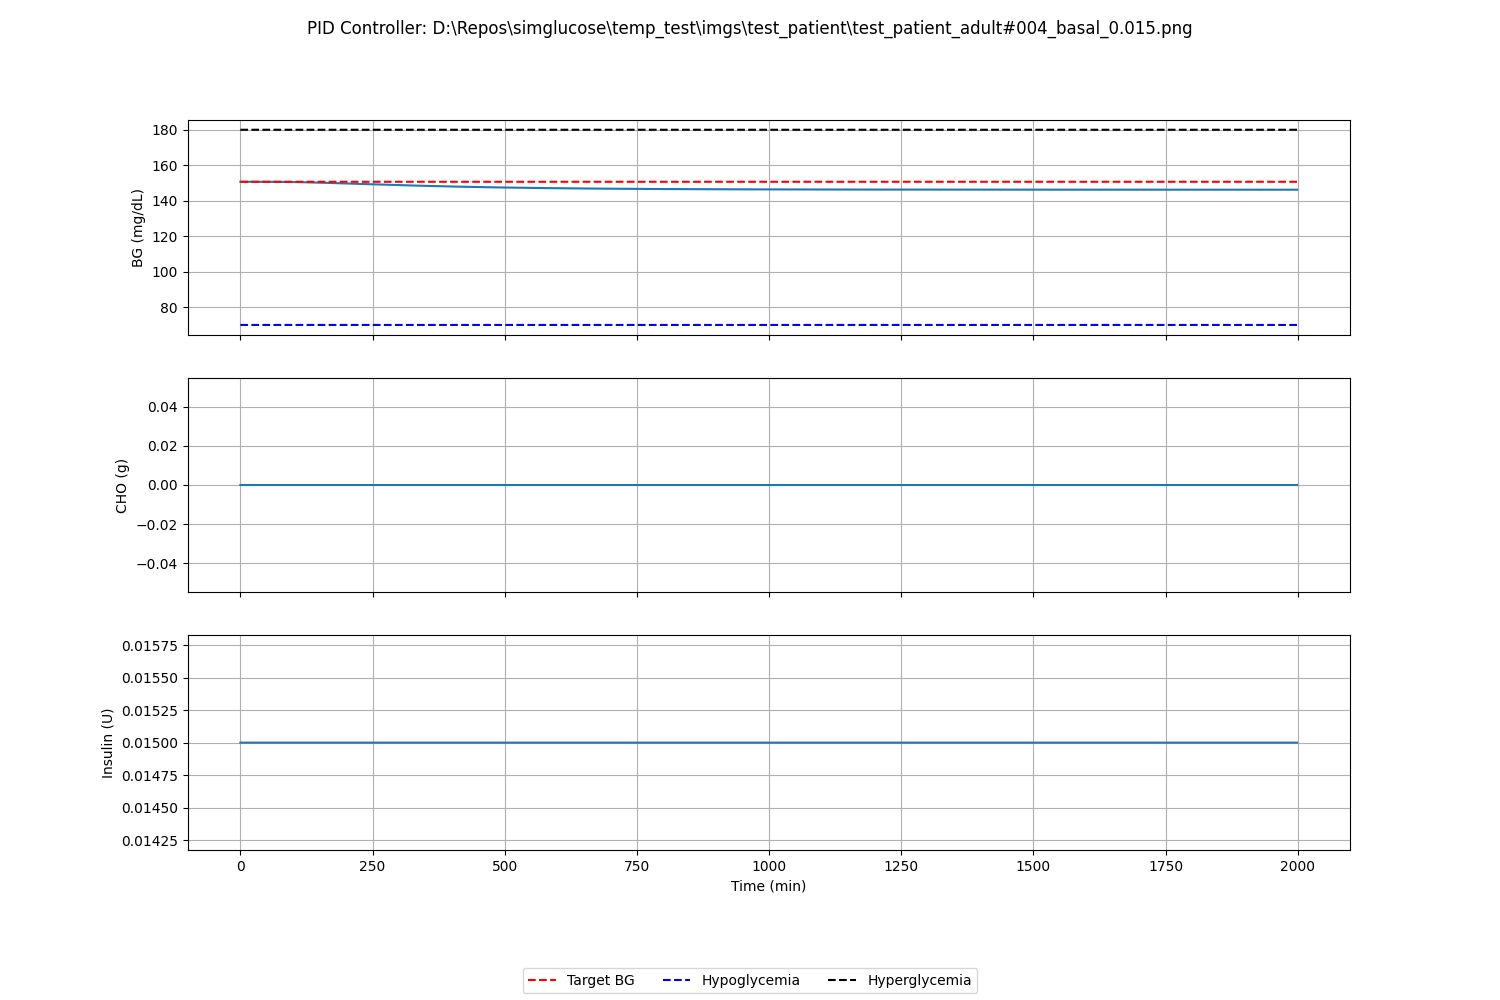 PID Controller: D:\Repos\simglucose\temp_test\imgs\test_patient\test_patient_adult#004_basal_0.015.png
180
160
140
120
100
80
BG (mg/dL)
0.04
0.02
0.00
−0.02
−0.04
CHO (g)
0.01575
0.01550
0.01525
0.01500
0.01475
0.01450
0.01425
Insulin (U)
0 250 500 750 1000 1250 1500 1750 2000
Time (min)
Target BG Hypoglycemia Hyperglycemia